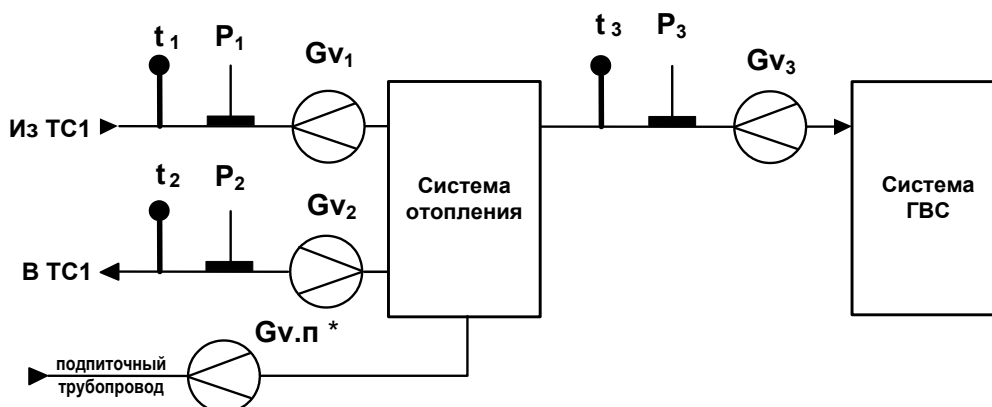 t 1 P1 Gv1 t 3 P3 Gv3
Из ТС1
t 2 P2 Gv2
Система
отопления
Система
ГВС
В ТС1
Gv.п *
подпиточный
трубопровод